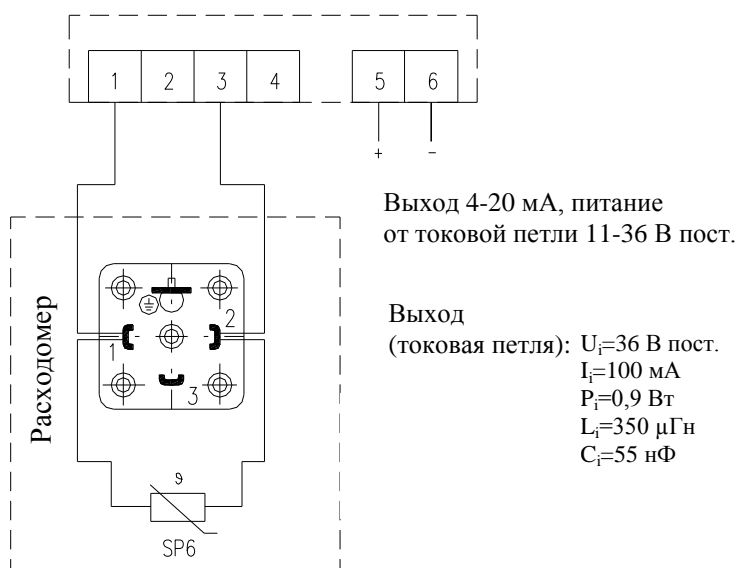 1 2 3 4 5 6
+ -
Выход 4-20 мА, питание
от токовой петли 11-36 В пост.
Расходомер
2
1
3
Выход
(токовая петля): Uᵢ=36 В пост.
Iᵢ=100 мА
Pᵢ=0,9 Вт
Lᵢ=350 µГн
Cᵢ=55 нФ
ϑ
SP6